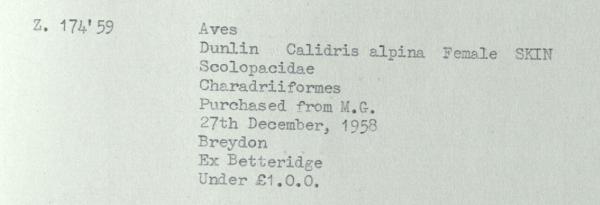 Z. 174'59 Aves
Dunlin Calidris alpina Female SKIN
Scolopacidae
Charadriiformes
Purchased from M.G.
27th December, 1958
Breydon
Ex Betteridge
Under £1.0.0.